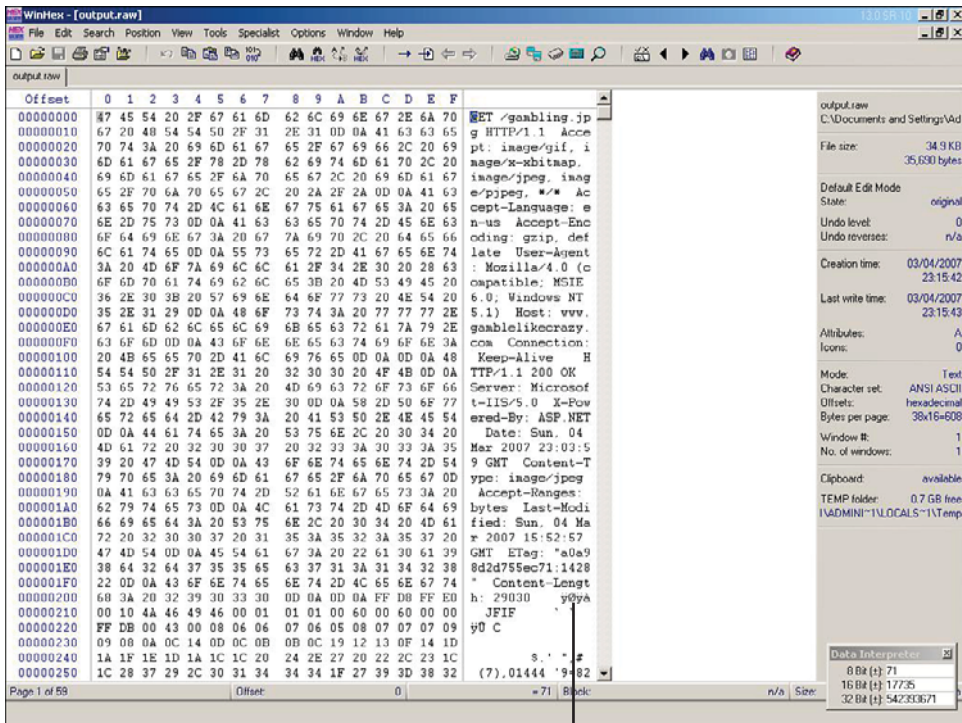 WinHex - [output.raw] 13.0 SR-10
File Edit Search Position View Tools Specialist Options Window Help
output.raw
Offset 0 1 2 3 4 5 6 7 8 9 A B C D E F
00000000 47 45 54 20 2F 67 61 6D 62 6C 69 6E 67 2E 6A 70 GET /gambling.jp
00000010 67 20 48 54 54 50 2F 31 2E 31 0D 0A 41 63 63 65 g HTTP/1.1 Acce
00000020 70 74 3A 20 69 6D 61 67 65 2F 67 69 66 2C 20 69 pt: image/gif, i
00000030 6D 61 67 65 2F 78 2D 78 62 69 74 6D 61 70 2C 20 mage/x-xbitmap,
00000040 69 6D 61 67 65 2F 6A 70 65 67 2C 20 69 6D 61 67 image/jpeg, imag
00000050 65 2F 70 6A 70 65 67 2C 20 2A 2F 2A 0D 0A 41 63 e/pjpeg, */* Ac
00000060 63 65 70 74 2D 4C 61 6E 67 75 61 67 65 3A 20 65 cept-Language: e
00000070 6E 2D 75 73 0D 0A 41 63 63 65 70 74 2D 45 6E 63 n-us Accept-Enc
00000080 6F 64 69 6E 67 3A 20 67 7A 69 70 2C 20 64 65 66 oding: gzip, def
00000090 6C 61 74 65 0D 0A 55 73 65 72 2D 41 67 65 6E 74 late User-Agent
000000A0 3A 20 4D 6F 7A 69 6C 6C 61 2F 34 2E 30 20 28 63 : Mozilla/4.0 (c
000000B0 6F 6D 70 61 74 69 62 6C 65 3B 20 4D 53 49 45 20 ompatible; MSIE
000000C0 36 2E 30 3B 20 57 69 6E 64 6F 77 73 20 4E 54 20 6.0; Windows NT
000000D0 35 2E 31 29 0D 0A 48 6F 73 74 3A 20 77 77 77 2E 5.1) Host: www.
000000E0 67 61 6D 62 6C 65 6C 69 6B 65 63 72 61 7A 79 2E gamblelikecrazy.
000000F0 63 6F 6D 0D 0A 43 6F 6E 6E 65 63 74 69 6F 6E 3A com Connection:
00000100 20 4B 65 65 70 2D 41 6C 69 76 65 0D 0A 0D 0A 48 Keep-Alive H
00000110 54 54 50 2F 31 2E 31 20 32 30 30 20 4F 4B 0D 0A TTP/1.1 200 OK
00000120 53 65 72 76 65 72 3A 20 4D 69 63 72 6F 73 6F 66 Server: Microsof
00000130 74 2D 49 49 53 2F 35 2E 30 0D 0A 58 2D 50 6F 77 t-IIS/5.0 X-Pow
00000140 65 72 65 64 2D 42 79 3A 20 41 53 50 2E 4E 45 54 ered-By: ASP.NET
00000150 0D 0A 44 61 74 65 3A 20 53 75 6E 2C 20 30 34 20 Date: Sun, 04
00000160 4D 61 72 20 32 30 30 37 20 32 33 3A 30 33 3A 35 Mar 2007 23:03:5
00000170 39 20 47 4D 54 0D 0A 43 6F 6E 74 65 6E 74 2D 54 9 GMT Content-T
00000180 79 70 65 3A 20 69 6D 61 67 65 2F 6A 70 65 67 0D ype: image/jpeg
00000190 0A 41 63 63 65 70 74 2D 52 61 6E 67 65 73 3A 20 Accept-Ranges:
000001A0 62 79 74 65 73 0D 0A 4C 61 73 74 2D 4D 6F 64 69 bytes Last-Modi
000001B0 66 69 65 64 3A 20 53 75 6E 2C 20 30 34 20 4D 61 fied: Sun, 04 Ma
000001C0 72 20 32 30 30 37 20 31 35 3A 35 32 3A 35 37 20 r 2007 15:52:57
000001D0 47 4D 54 0D 0A 45 54 61 67 3A 20 22 61 30 61 39 GMT ETag: "a0a9
000001E0 38 64 32 64 37 35 35 65 63 37 31 3A 31 34 32 38 8d2d755ec71:1428
000001F0 22 0D 0A 43 6F 6E 74 65 6E 74 2D 4C 65 6E 67 74 " Content-Lengt
00000200 68 3A 20 32 39 30 33 30 0D 0A 0D 0A FF D8 FF E0 h: 29030 ÿØÿà
00000210 00 10 4A 46 49 46 00 01 01 01 00 60 00 60 00 00 JFIF ` `
00000220 FF DB 00 43 00 08 06 06 07 06 05 08 07 07 07 09 ÿÛ C
00000230 09 08 0A 0C 14 0D 0C 0B 0B 0C 19 12 13 0F 14 1D
00000240 1A 1F 1E 1D 1A 1C 1C 20 24 2E 27 20 22 2C 23 1C $.' ",#
00000250 1C 28 37 29 2C 30 31 34 34 34 1F 27 39 3D 38 32 (7),01444 '9=82
Page 1 of 59 Offset: 0 = 71 Block: n/a Size:
output.raw
C:\Documents and Settings\Ad
File size: 34.9 KB
35,690 bytes
Default Edit Mode
State: original
Undo level: 0
Undo reverses: n/a
Creation time: 03/04/2007
23:15:42
Last write time: 03/04/2007
23:15:43
Attributes: A
Icons: 0
Mode: Text
Character set: ANSI ASCII
Offsets: hexadecimal
Bytes per page: 38x16=608
Window #: 1
No. of windows: 1
Clipboard: available
TEMP folder: 0.7 GB free
\ADMINI~1\LOCALS~1\Temp
Data Interpreter
8 Bit (±): 71
16 Bit (±): 17735
32 Bit (±): 542393671